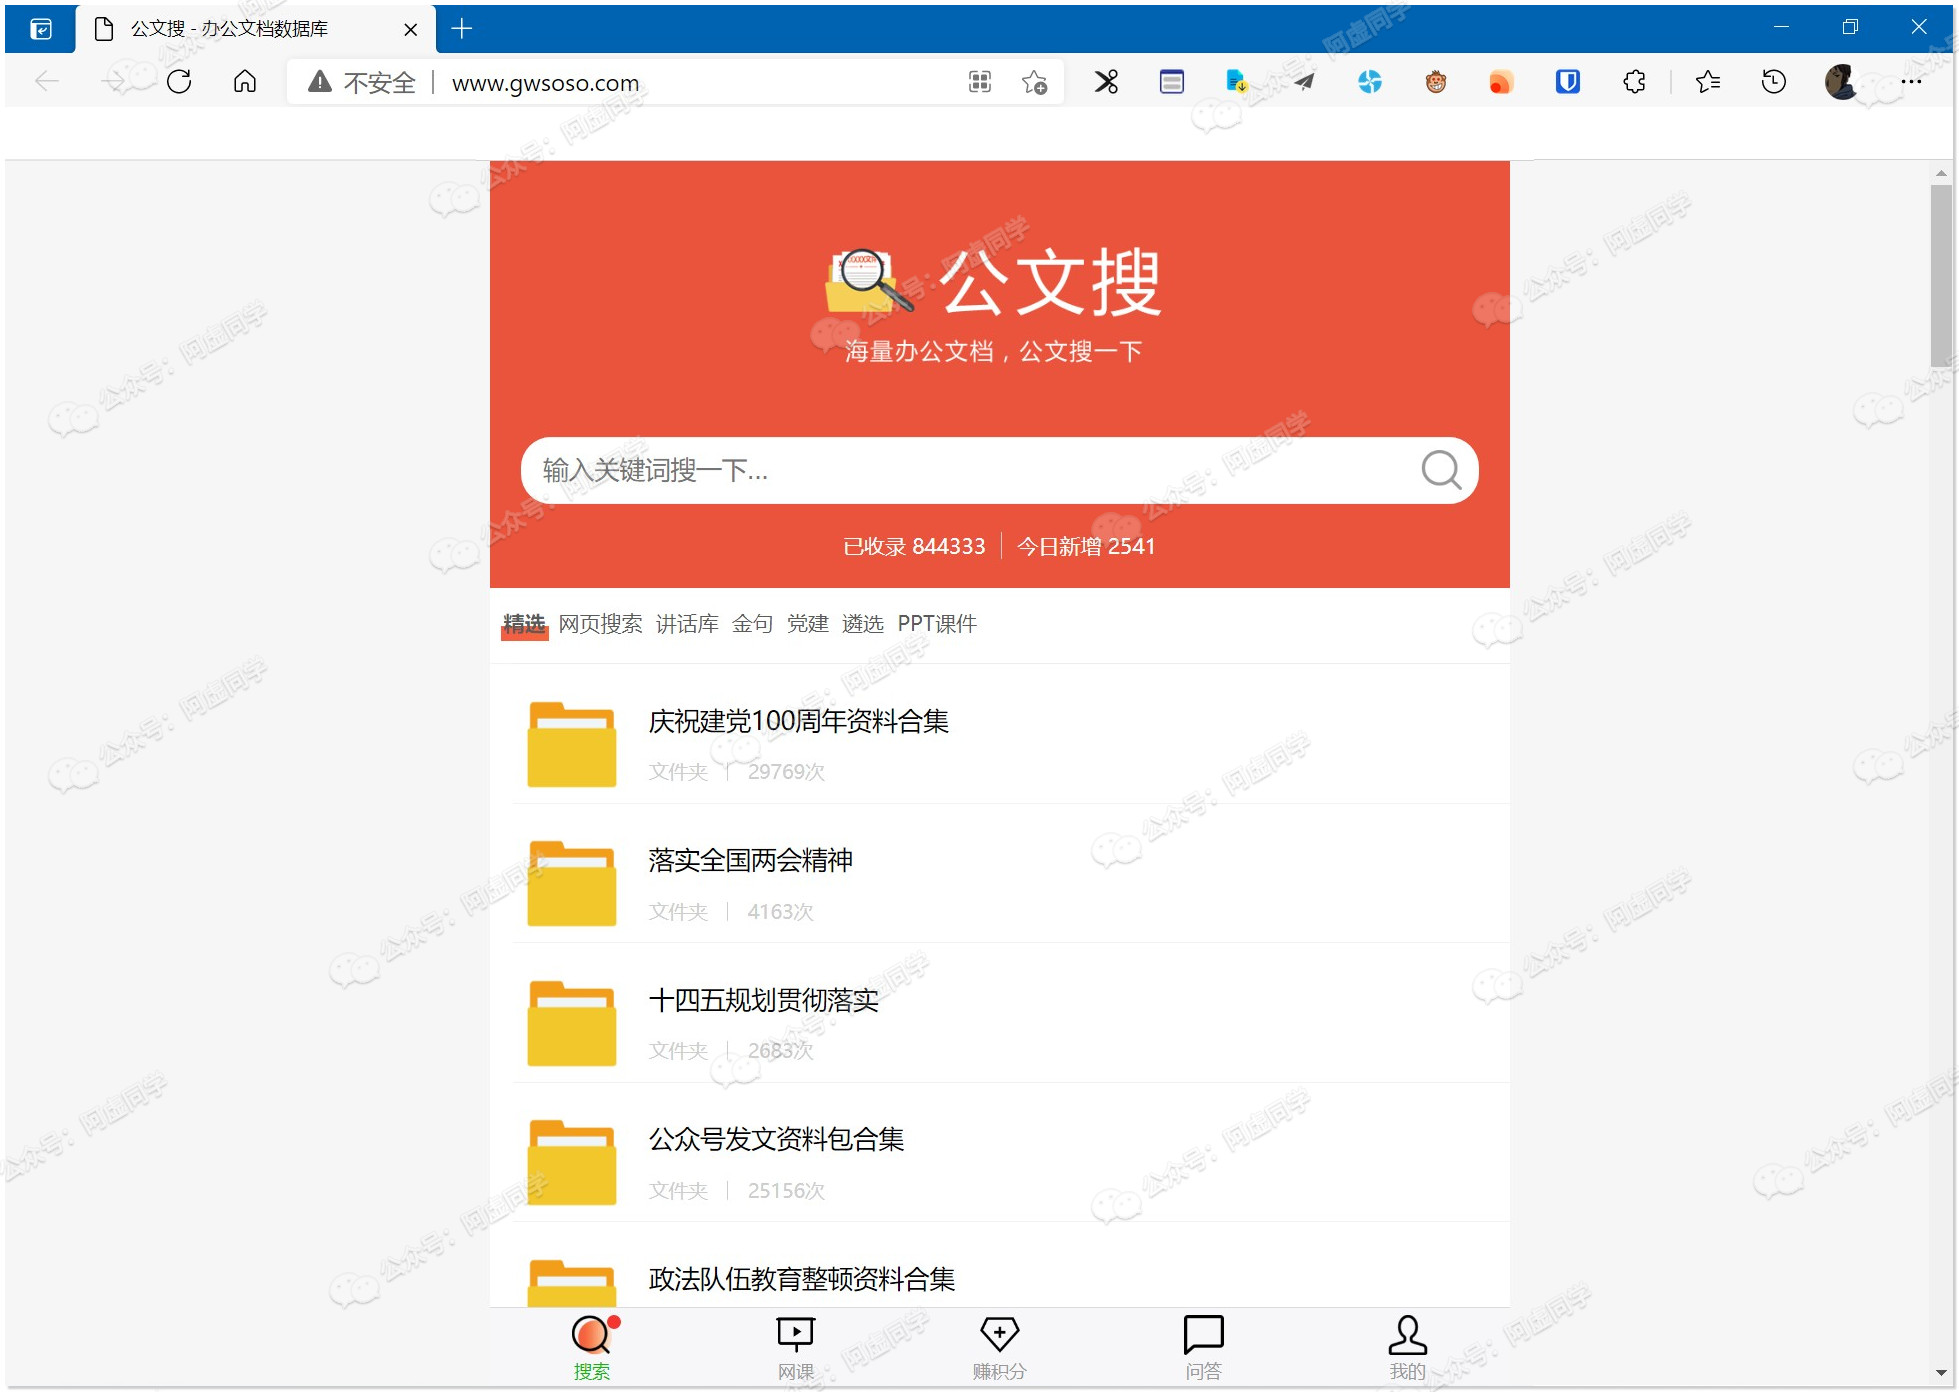 公文搜 - 办公文档数据库
不安全 www.gwsoso.com
公文搜
海量办公文档，公文搜一下
输入关键词搜一下...
已收录 844333 今日新增 2541
精选 网页搜索 讲话库 金句 党建 遴选 PPT课件
庆祝建党100周年资料合集
文件夹 29769次
落实全国两会精神
文件夹 4163次
十四五规划贯彻落实
文件夹 2683次
公众号发文资料包合集
文件夹 25156次
政法队伍教育整顿资料合集
搜索 网课 赚积分 问答 我的
公众号：阿虚同学